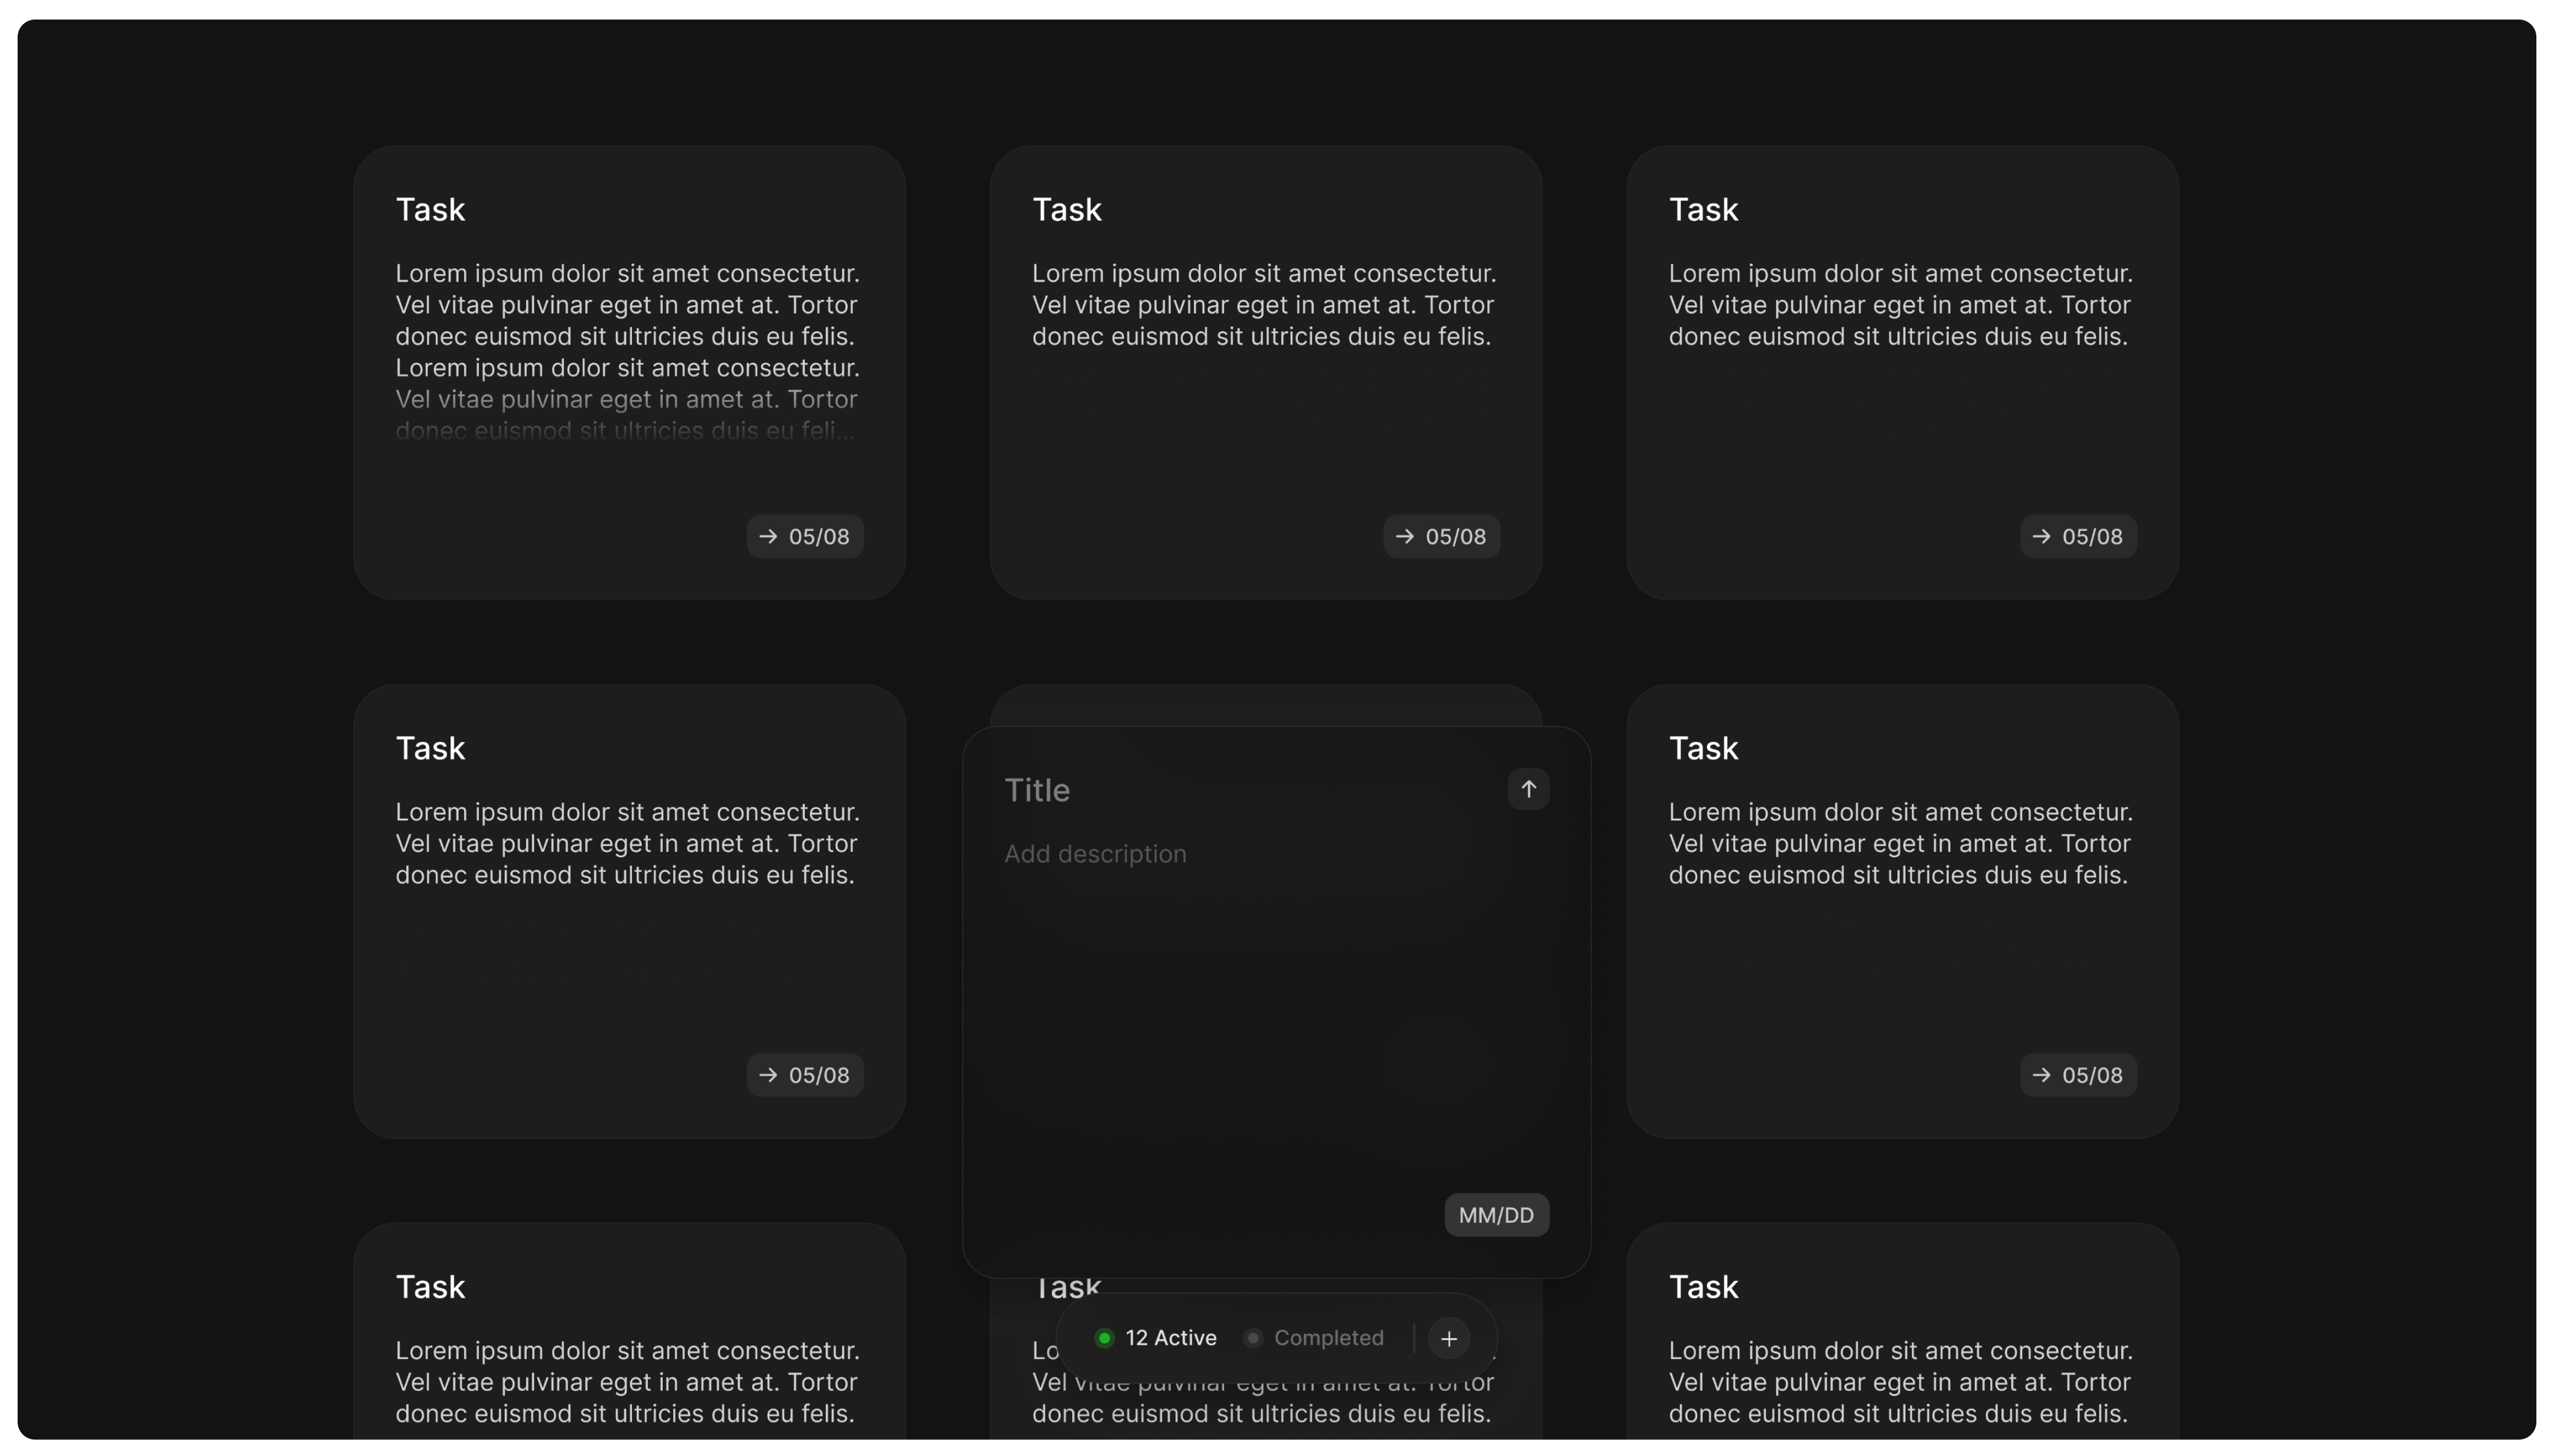 Task
Lorem ipsum dolor sit amet consectetur.
Vel vitae pulvinar eget in amet at. Tortor
donec euismod sit ultricies duis eu felis.
Lorem ipsum dolor sit amet consectetur.
Vel vitae pulvinar eget in amet at. Tortor
donec euismod sit ultricies duis eu feli...
→ 05/08
Task
Lorem ipsum dolor sit amet consectetur.
Vel vitae pulvinar eget in amet at. Tortor
donec euismod sit ultricies duis eu felis.
→ 05/08
Task
Lorem ipsum dolor sit amet consectetur.
Vel vitae pulvinar eget in amet at. Tortor
donec euismod sit ultricies duis eu felis.
→ 05/08
Task
Lorem ipsum dolor sit amet consectetur.
Vel vitae pulvinar eget in amet at. Tortor
donec euismod sit ultricies duis eu felis.
→ 05/08
Title
Add description
MM/DD
Task
Lorem ipsum dolor sit amet consectetur.
Vel vitae pulvinar eget in amet at. Tortor
donec euismod sit ultricies duis eu felis.
→ 05/08
Task
Lorem ipsum dolor sit amet consectetur.
Vel vitae pulvinar eget in amet at. Tortor
donec euismod sit ultricies duis eu felis.
Task
Lo
Vel vitae pulvinar eget in amet at. Tortor
donec euismod sit ultricies duis eu felis.
12 Active
Completed
Task
Lorem ipsum dolor sit amet consectetur.
Vel vitae pulvinar eget in amet at. Tortor
donec euismod sit ultricies duis eu felis.